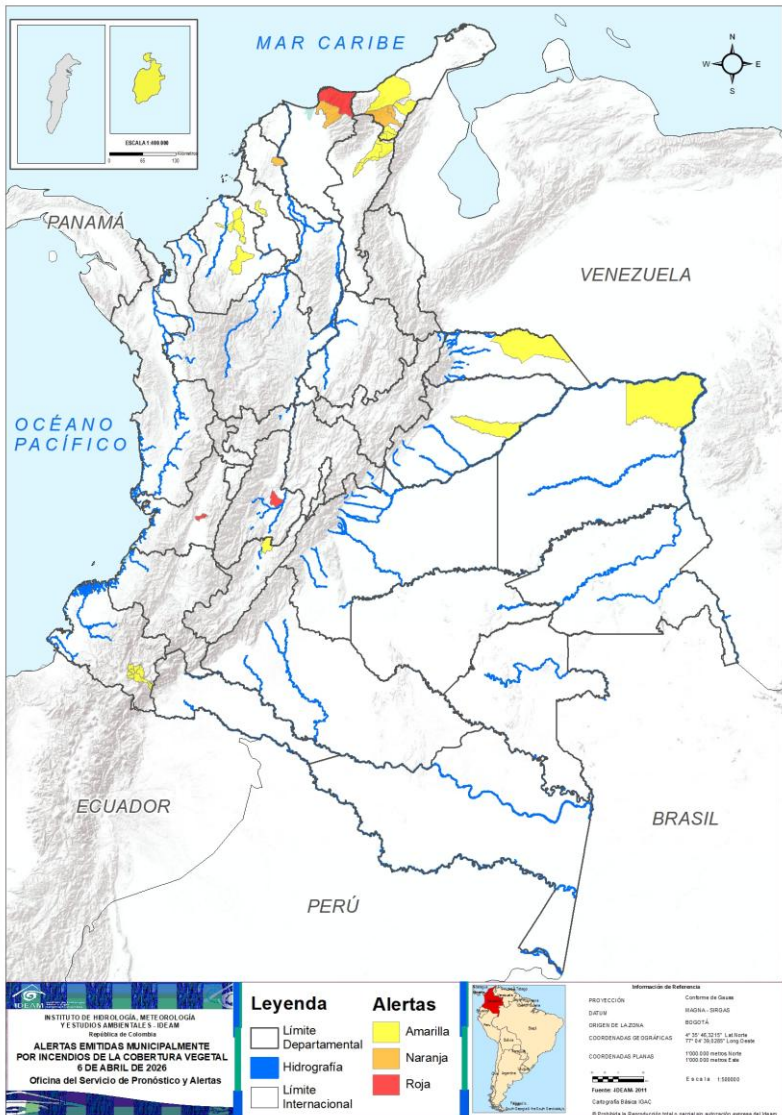 MAR CARIBE
N
W
E
S
ESCALA 1:400 000
0
65
130
PANAMÁ
VENEZUELA
OCÉANO
PACÍFICO
ECUADOR
BRASIL
PERÚ
IDEAM
INSTITUTO DE HIDROLOGÍA, METEOROLOGÍA
Y ESTUDIOS AMBIENTALES - IDEAM
República de Colombia
ALERTAS EMITIDAS MUNICIPALMENTE
POR INCENDIOS DE LA COBERTURA VEGETAL
6 DE ABRIL DE 2026
Oficina del Servicio de Pronóstico y Alertas
Leyenda
Límite
Departamental
Hidrografía
Límite
Internacional
Alertas
Amarilla
Naranja
Roja
Información de Referencia
PROYECCIÓN
Conforme de Gauss
DATUM
MAGNA - SIRGAS
ORIGEN DE LA ZONA
BOGOTÁ
COORDENADAS GEOGRÁFICAS
COORDENADAS PLANAS
1'000.000 metros Norte
1'000.000 metros Este
Escala 1:500000
Fuente: IDEAM 2011
Cartografía Básica IGAC